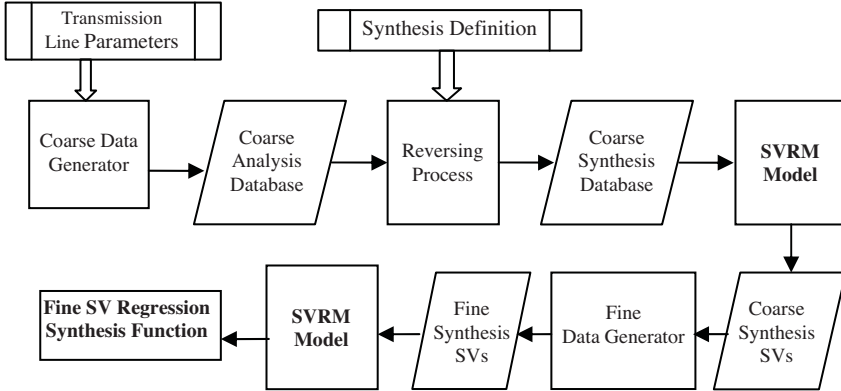 Transmission
Line Parameters
Synthesis Definition
Coarse Data
Generator
Coarse
Analysis
Database
Reversing
Process
Coarse
Synthesis
Database
SVRM
Model
Coarse
Synthesis
SVs
Fine
Data Generator
Fine
Synthesis
SVs
SVRM
Model
Fine SV Regression
Synthesis Function